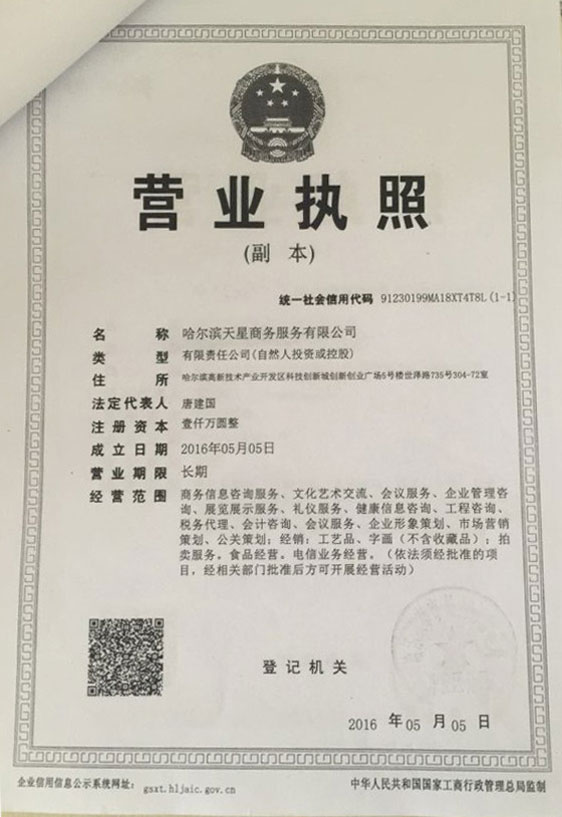 营业执照
(副 本)
统一社会信用代码 91230199MA18XT4T8L(1-1)
名 称 哈尔滨天星商务服务有限公司
类 型 有限责任公司(自然人投资或控股)
住 所 哈尔滨高新技术产业开发区科技创新城创新创业广场5号楼世泽路735号304-72室
法定代表人 唐建国
注册资本 壹仟万圆整
成立日期 2016年05月05日
营业期限 长期
经营范围 商务信息咨询服务、文化艺术交流、会议服务、企业管理咨
询、展览展示服务、礼仪服务、健康信息咨询、工程咨询、
税务代理、会计咨询、会议服务、企业形象策划、市场营销
策划、公关策划；经销：工艺品、字画（不含收藏品）；拍
卖服务。食品经营。电信业务经营。（依法须经批准的项
目，经相关部门批准后方可开展经营活动）
登记机关
2016 年 05 月 05 日
企业信用信息公示系统网址： gsxt.hljaic.gov.cn
中华人民共和国国家工商行政管理总局监制